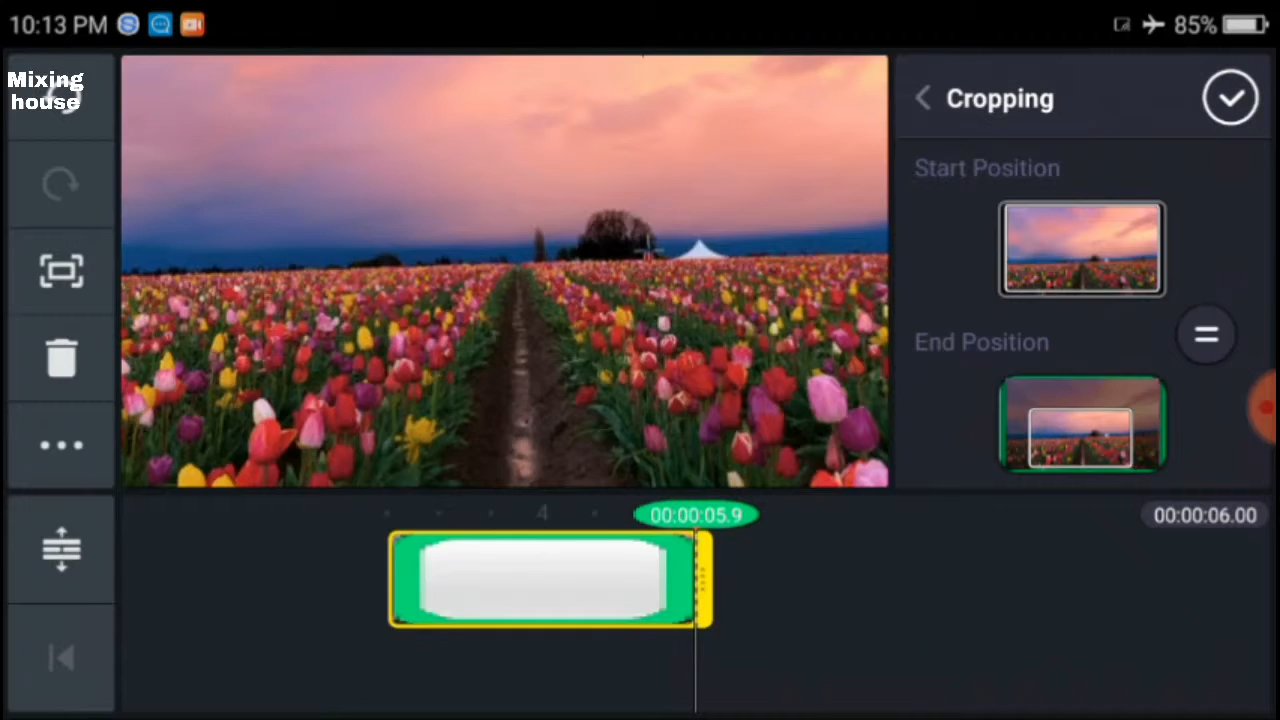 10:13 PM
85%
Mixing
house
Cropping
Start Position
End Position
4
00:00:05.9
00:00:06.00